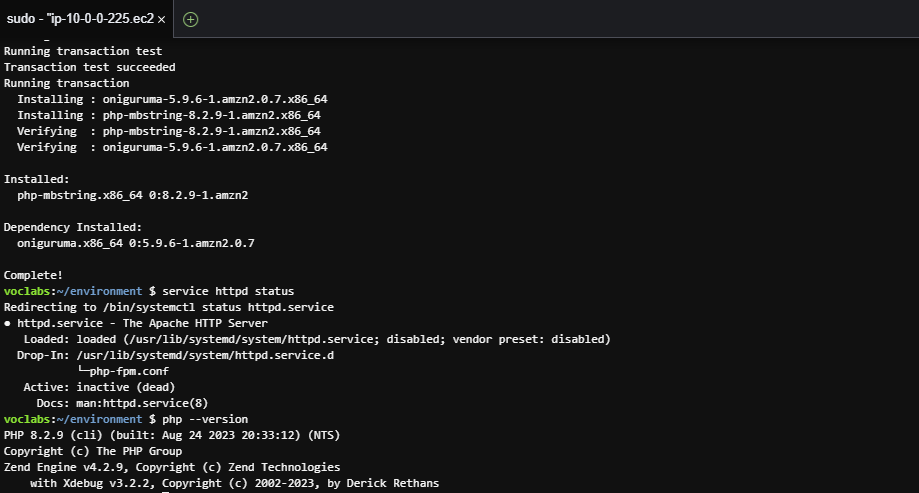 sudo - "ip-10-0-0-225.ec2 ×
Running transaction test
Transaction test succeeded
Running transaction
  Installing : oniguruma-5.9.6-1.amzn2.0.7.x86_64
  Installing : php-mbstring-8.2.9-1.amzn2.x86_64
  Verifying  : php-mbstring-8.2.9-1.amzn2.x86_64
  Verifying  : oniguruma-5.9.6-1.amzn2.0.7.x86_64
Installed:
  php-mbstring.x86_64 0:8.2.9-1.amzn2
Dependency Installed:
  oniguruma.x86_64 0:5.9.6-1.amzn2.0.7
Complete!
voclabs:~/environment $ service httpd status
Redirecting to /bin/systemctl status httpd.service
● httpd.service - The Apache HTTP Server
   Loaded: loaded (/usr/lib/systemd/system/httpd.service; disabled; vendor preset: disabled)
  Drop-In: /usr/lib/systemd/system/httpd.service.d
           └─php-fpm.conf
   Active: inactive (dead)
     Docs: man:httpd.service(8)
voclabs:~/environment $ php --version
PHP 8.2.9 (cli) (built: Aug 24 2023 20:33:12) (NTS)
Copyright (c) The PHP Group
Zend Engine v4.2.9, Copyright (c) Zend Technologies
    with Xdebug v3.2.2, Copyright (c) 2002-2023, by Derick Rethans